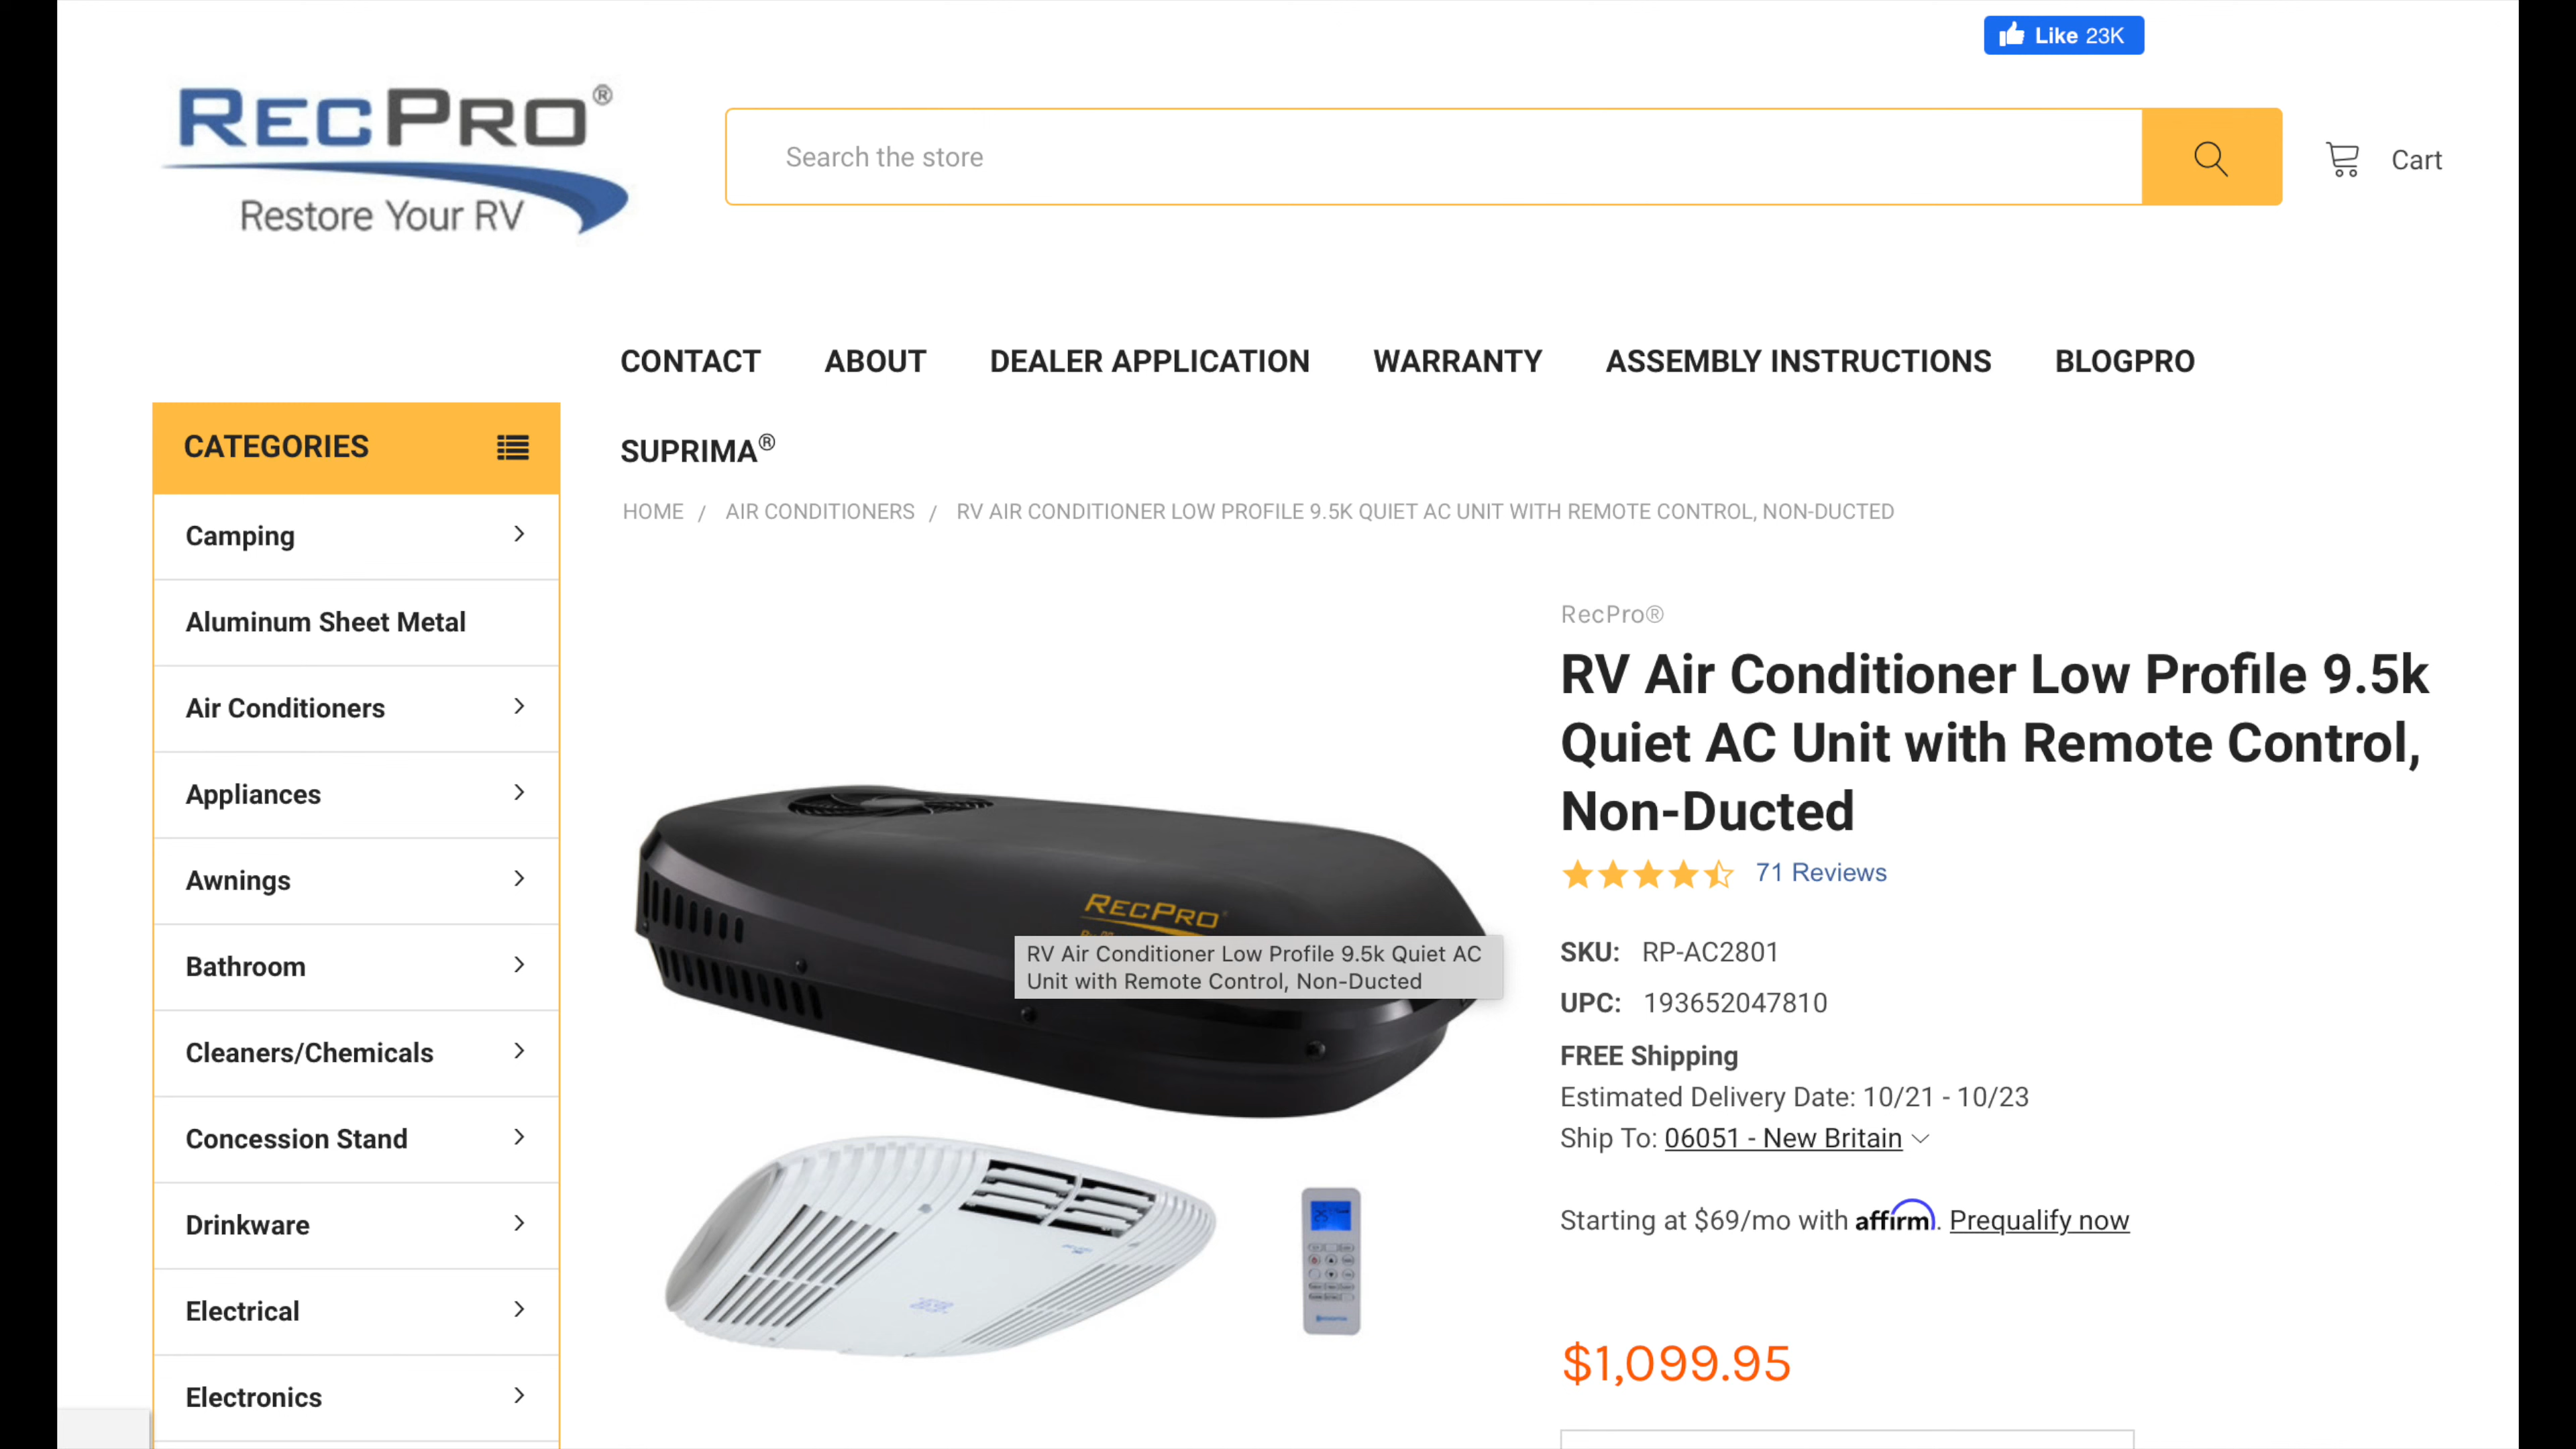 Like 23K
RECPRO®
Restore Your RV
Search the store
Cart
CONTACT ABOUT DEALER APPLICATION WARRANTY ASSEMBLY INSTRUCTIONS BLOGPRO
SUPRIMA®
CATEGORIES
Camping
Aluminum Sheet Metal
Air Conditioners
Appliances
Awnings
Bathroom
Cleaners/Chemicals
Concession Stand
Drinkware
Electrical
Electronics
HOME / AIR CONDITIONERS / RV AIR CONDITIONER LOW PROFILE 9.5K QUIET AC UNIT WITH REMOTE CONTROL, NON-DUCTED
RECPRO
RV Air Conditioner Low Profile 9.5k Quiet AC
Unit with Remote Control, Non-Ducted
RecPro®
RV Air Conditioner Low Profile 9.5k
Quiet AC Unit with Remote Control,
Non-Ducted
71 Reviews
SKU: RP-AC2801
UPC: 193652047810
FREE Shipping
Estimated Delivery Date: 10/21 - 10/23
Ship To: 06051 - New Britain
Starting at $69/mo with affirm. Prequalify now
$1,099.95